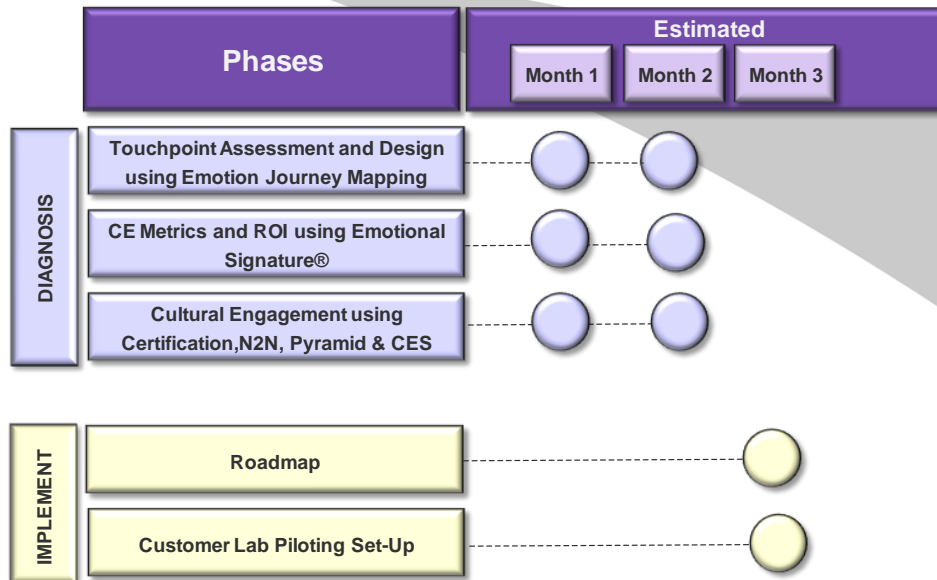 Phases
Estimated
Month 1
Month 2
Month 3
DIAGNOSIS
Touchpoint Assessment and Design
using Emotion Journey Mapping
CE Metrics and ROI using Emotional
Signature®
Cultural Engagement using
Certification,N2N, Pyramid & CES
IMPLEMENT
Roadmap
Customer Lab Piloting Set-Up